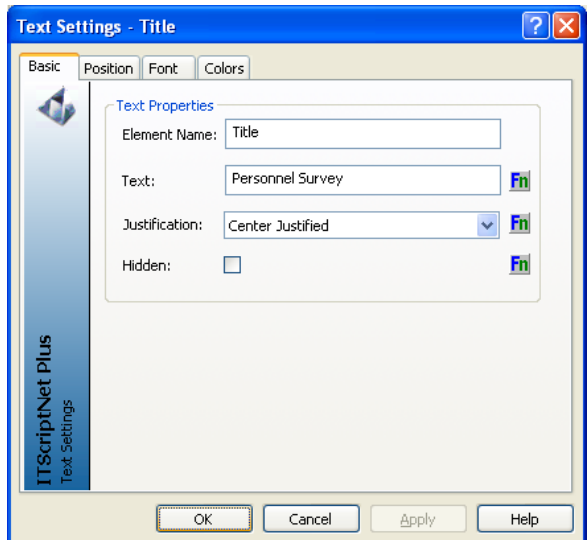 Text Settings - Title
Basic Position Font Colors
Text Properties
Element Name: Title
Text: Personnel Survey Fn
Justification: Center Justified Fn
Hidden: Fn
ITScriptNet Plus
Text Settings
OK Cancel Apply Help